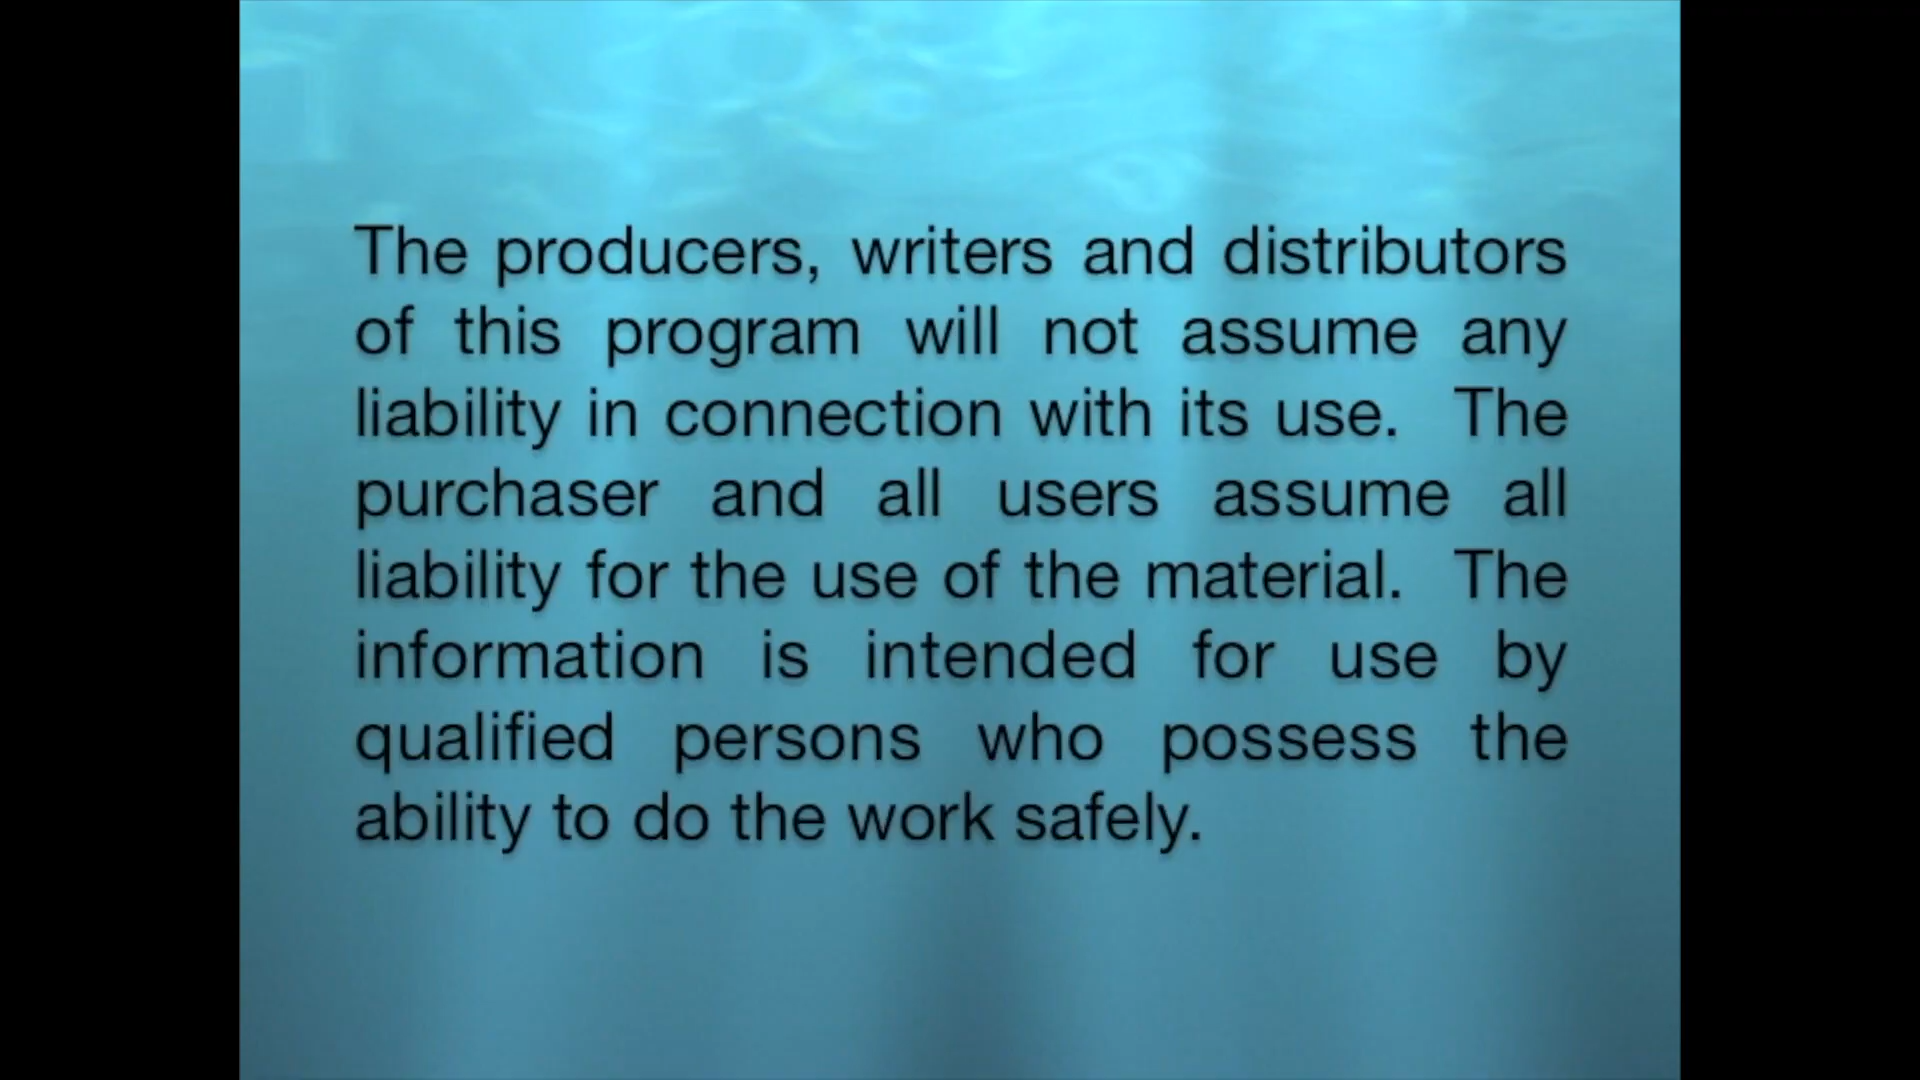 The producers, writers and distributors
of this program will not assume any
liability in connection with its use. The
purchaser and all users assume all
liability for the use of the material. The
information is intended for use by
qualified persons who possess the
ability to do the work safely.